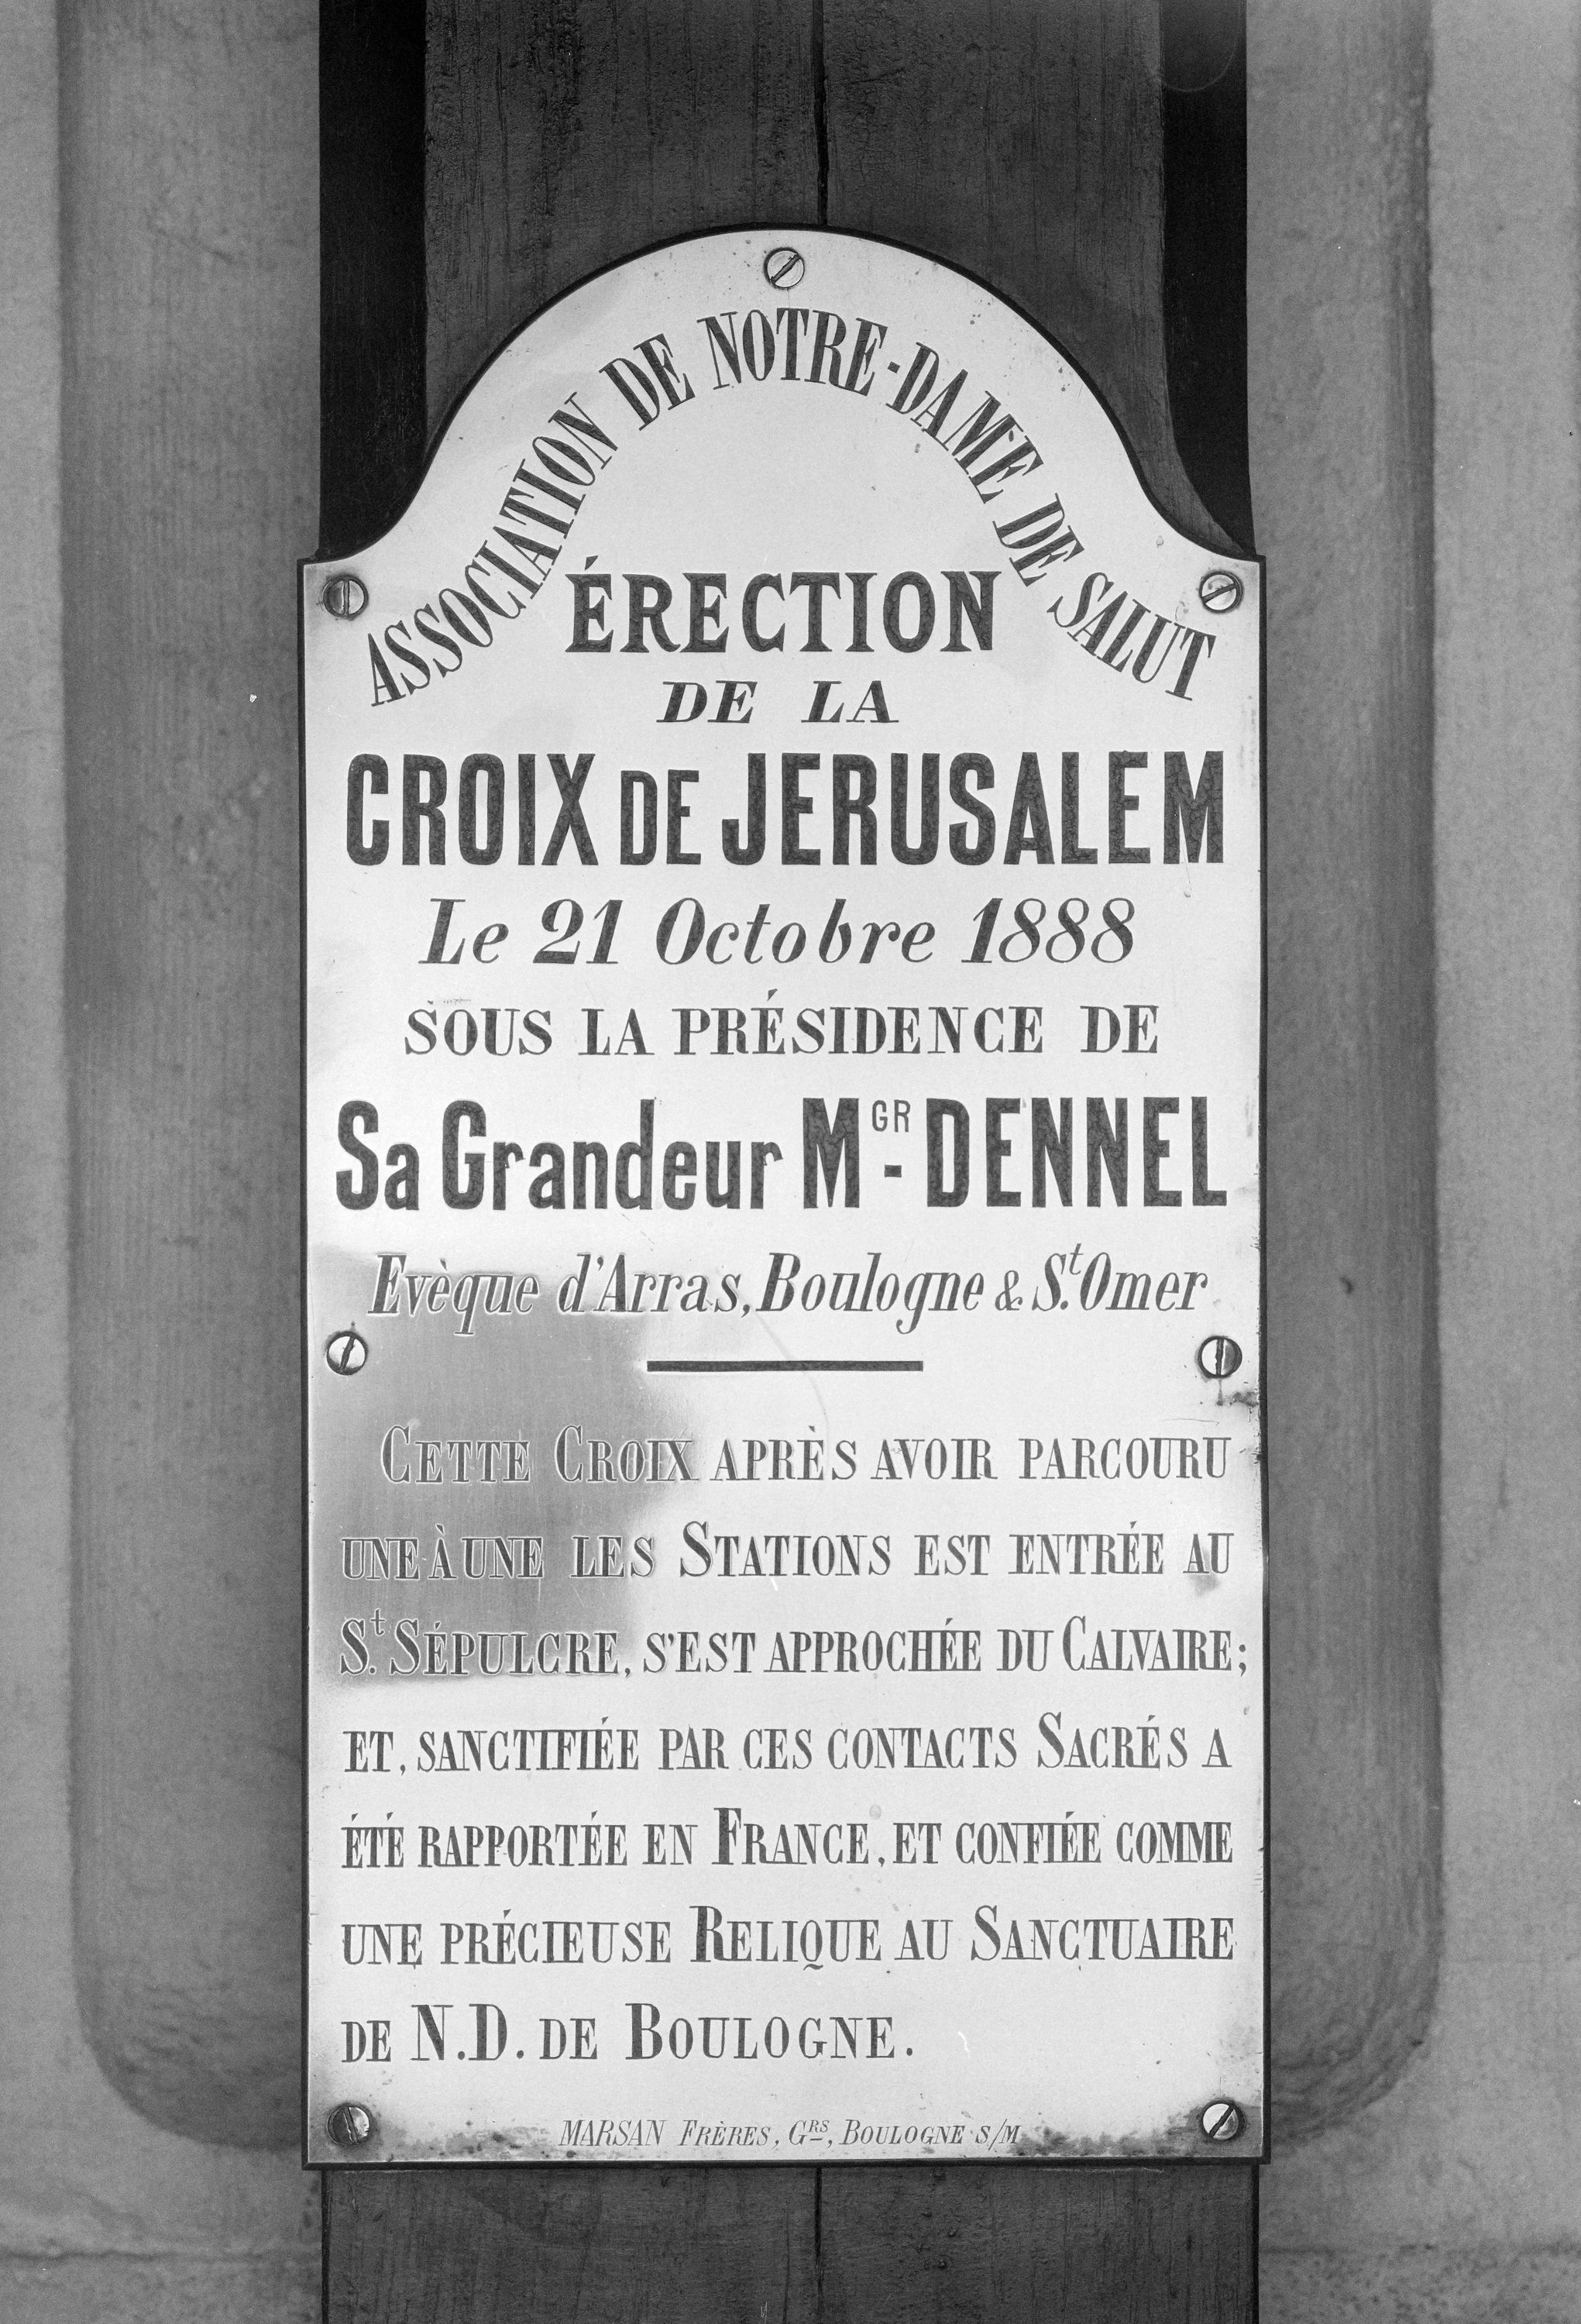 ASSOCIATION DE NOTRE-DAME DE SALUT
ÉRECTION
DE LA
CROIX DE JERUSALEM
Le 21 Octobre 1888
SOUS LA PRÉSIDENCE DE
Sa Grandeur MGR- DENNEL
Evèque d'Arras, Boulogne & St. Omer
CETTE CROIX APRÈS AVOIR PARCOURU
UNE À UNE LES STATIONS EST ENTRÉE AU
St. SÉPULCRE, S'EST APPROCHÉE DU CALVAIRE;
ET, SANCTIFIÉE PAR CES CONTACTS SACRÉS A
ÉTÉ RAPPORTÉE EN FRANCE, ET CONFIÉE COMME
UNE PRÉCIEUSE RELIQUE AU SANCTUAIRE
DE N.D. DE BOULOGNE.
MARSAN FRÈRES, GRS, BOULOGNE S/M